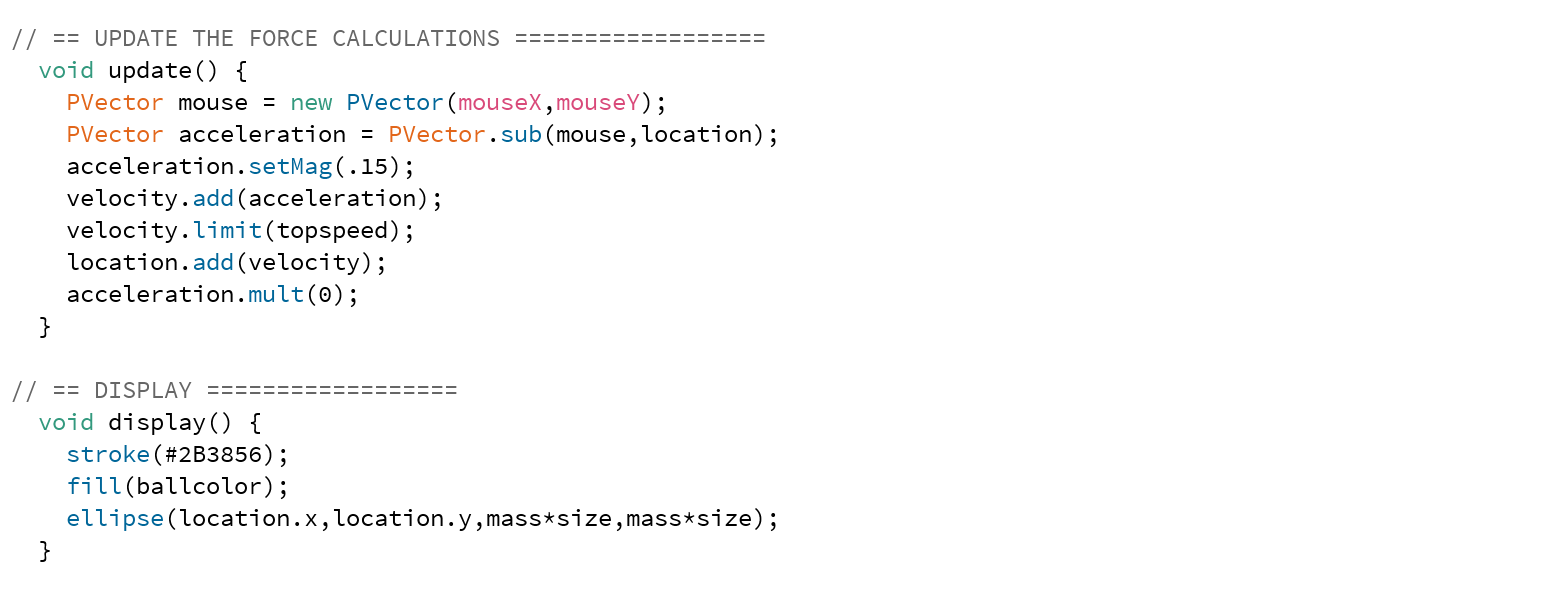 // == UPDATE THE FORCE CALCULATIONS ==================
void update() {
PVector mouse = new PVector(mouseX,mouseY);
PVector acceleration = PVector.sub(mouse,location);
acceleration.setMag(.15);
velocity.add(acceleration);
velocity.limit(topspeed);
location.add(velocity);
acceleration.mult(0);
}
// == DISPLAY ==================
void display() {
stroke(#2B3856);
fill(ballcolor);
ellipse(location.x,location.y,mass*size,mass*size);
}